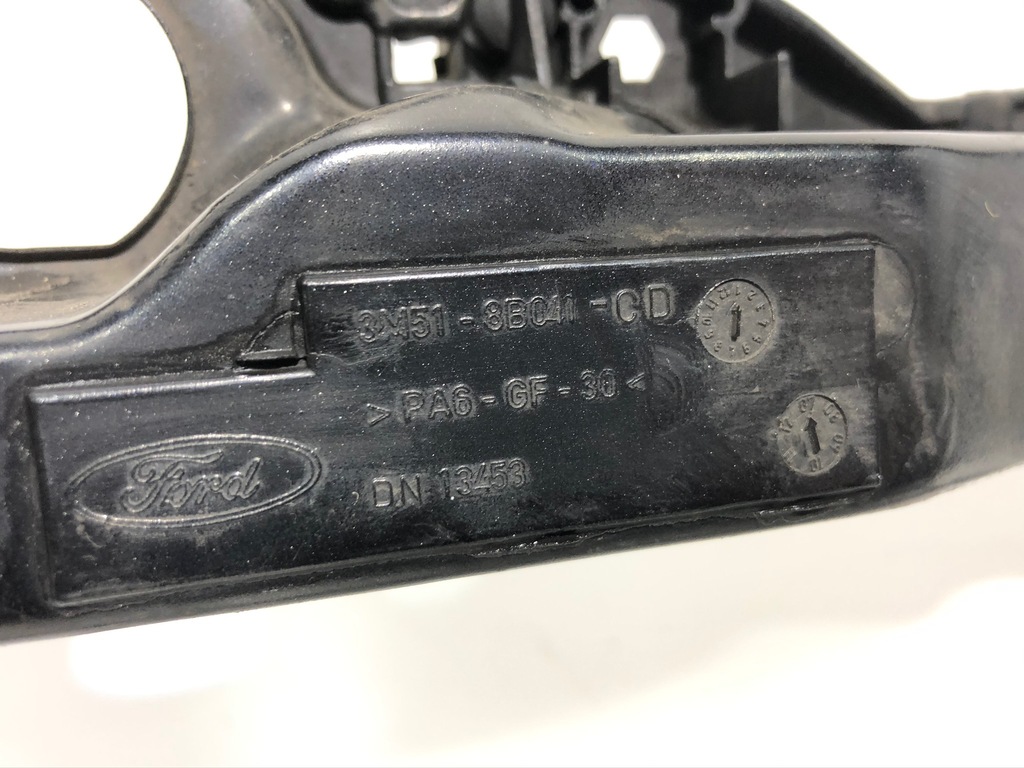 3M51-8B041-CD
>PA6-GF-30<
Ford
DN 13453